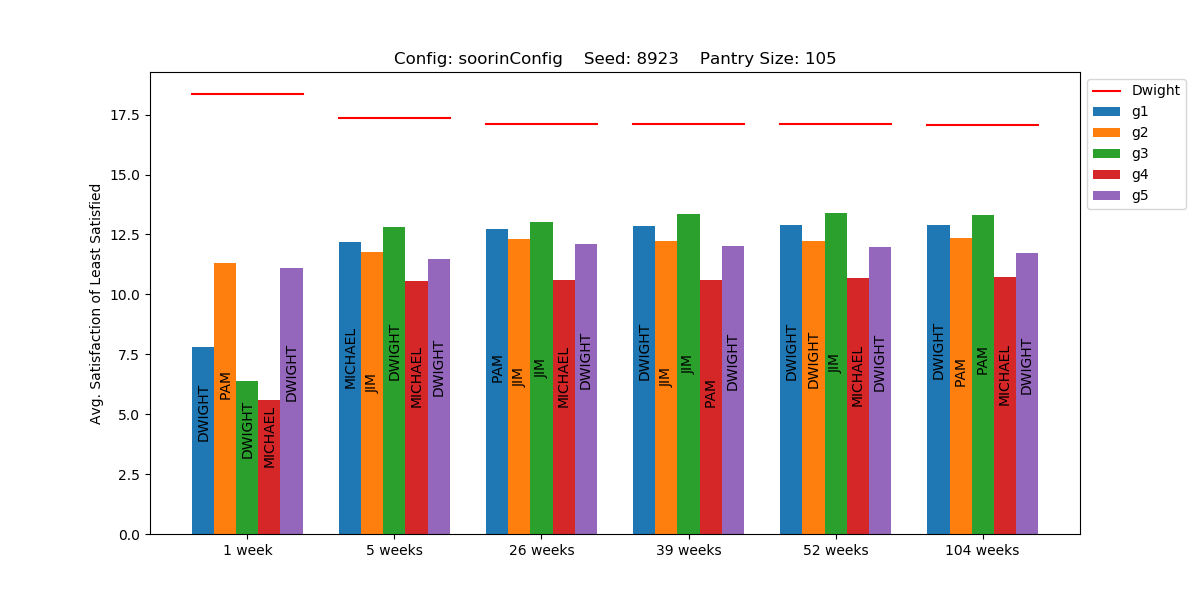 Config: soorinConfig    Seed: 8923    Pantry Size: 105
Avg. Satisfaction of Least Satisfied
17.5
15.0
12.5
10.0
7.5
5.0
2.5
0.0
DWIGHT
PAM
DWIGHT
MICHAEL
DWIGHT
MICHAEL
JIM
DWIGHT
MICHAEL
DWIGHT
PAM
JIM
JIM
MICHAEL
DWIGHT
DWIGHT
JIM
JIM
PAM
DWIGHT
DWIGHT
DWIGHT
JIM
MICHAEL
DWIGHT
DWIGHT
PAM
PAM
MICHAEL
DWIGHT
1 week
5 weeks
26 weeks
39 weeks
52 weeks
104 weeks
Dwight
g1
g2
g3
g4
g5